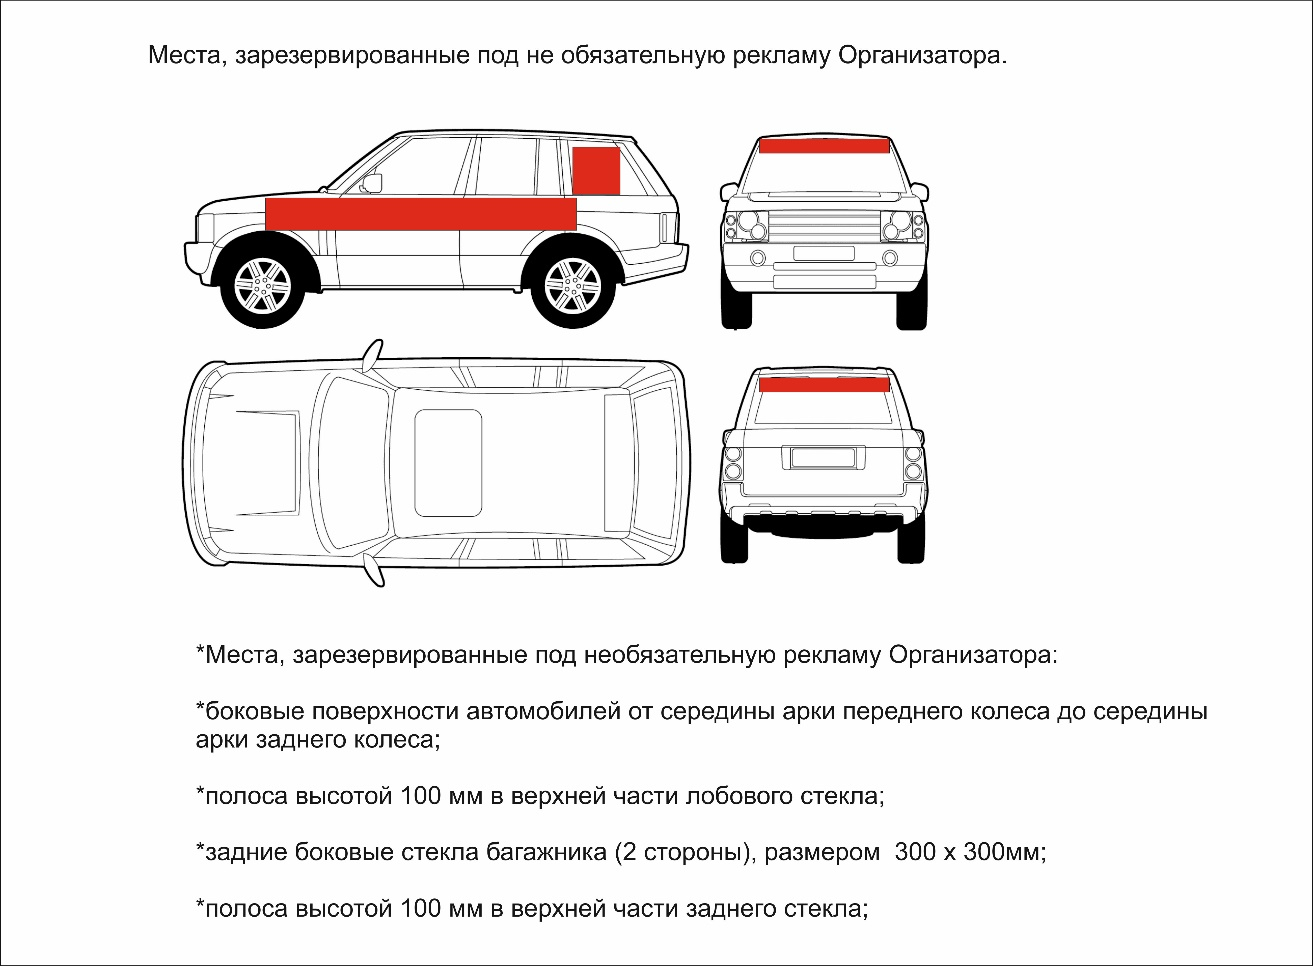 Места, зарезервированные под не обязательную рекламу Организатора.
*Места, зарезервированные под необязательную рекламу Организатора:
*боковые поверхности автомобилей от середины арки переднего колеса до середины
арки заднего колеса;
*полоса высотой 100 мм в верхней части лобового стекла;
*задние боковые стекла багажника (2 стороны), размером  300 х 300мм;
*полоса высотой 100 мм в верхней части заднего стекла;